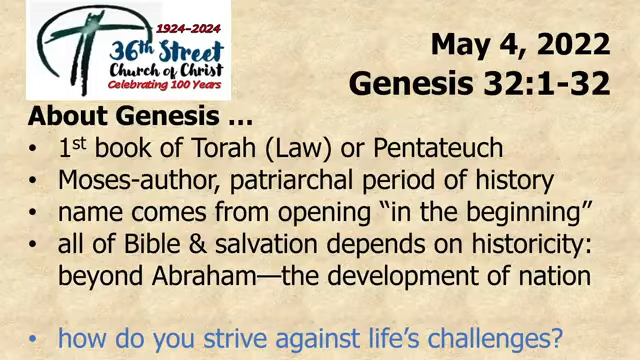 1924-2024
36th Street
Church of Christ
Celebrating 100 Years
May 4, 2022
Genesis 32:1-32
About Genesis …
• 1st book of Torah (Law) or Pentateuch
• Moses-author, patriarchal period of history
• name comes from opening “in the beginning”
• all of Bible & salvation depends on historicity:
beyond Abraham—the development of nation
• how do you strive against life’s challenges?